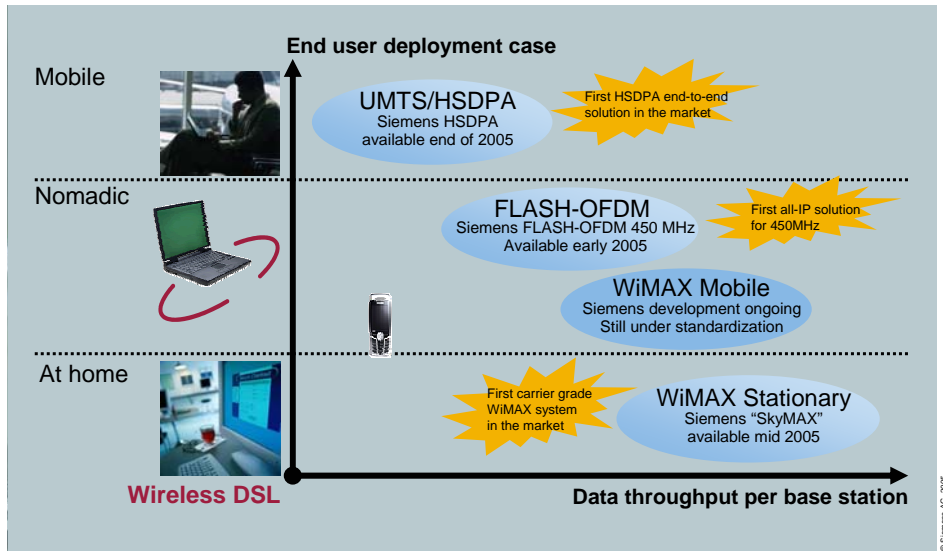 End user deployment case
Mobile
UMTS/HSDPA
Siemens HSDPA
available end of 2005
First HSDPA end-to-end
solution in the market
Nomadic
FLASH-OFDM
Siemens FLASH-OFDM 450 MHz
Available early 2005
First all-IP solution
for 450MHz
WiMAX Mobile
Siemens development ongoing
Still under standardization
At home
First carrier grade
WiMAX system
in the market
WiMAX Stationary
Siemens “SkyMAX”
available mid 2005
Wireless DSL
Data throughput per base station